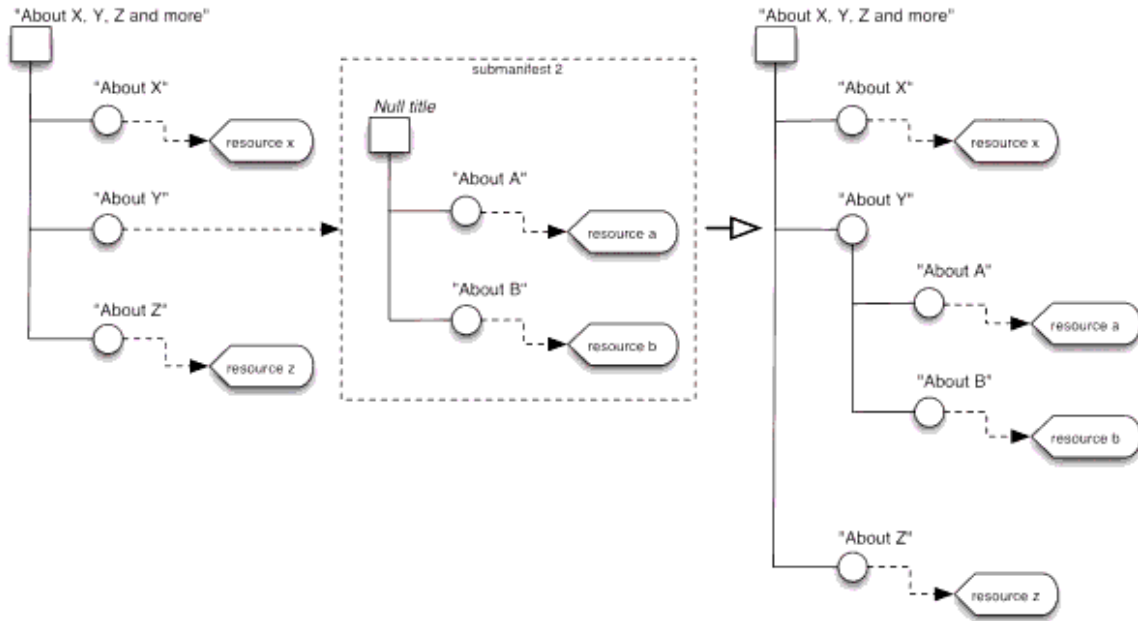 "About X, Y, Z and more"
"About X"
resource x
"About Y"
"About Z"
resource z
submanifest 2
Null title
"About A"
resource a
"About B"
resource b
"About X, Y, Z and more"
"About X"
resource x
"About Y"
"About A"
resource a
"About B"
resource b
"About Z"
resource z